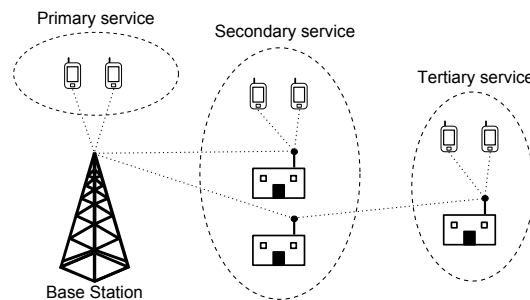 Primary service
Secondary service
Tertiary service
Base Station